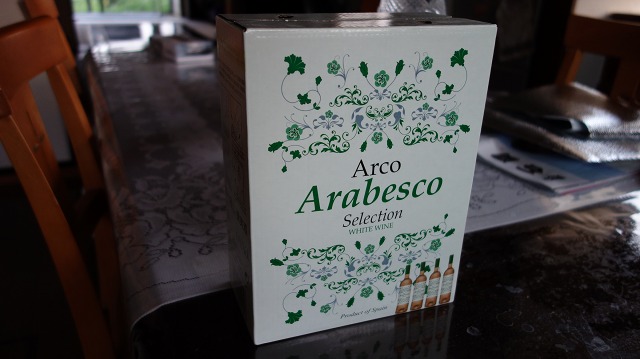 Arco
Arabesco
Selection
WHITE WINE
Product of Spain